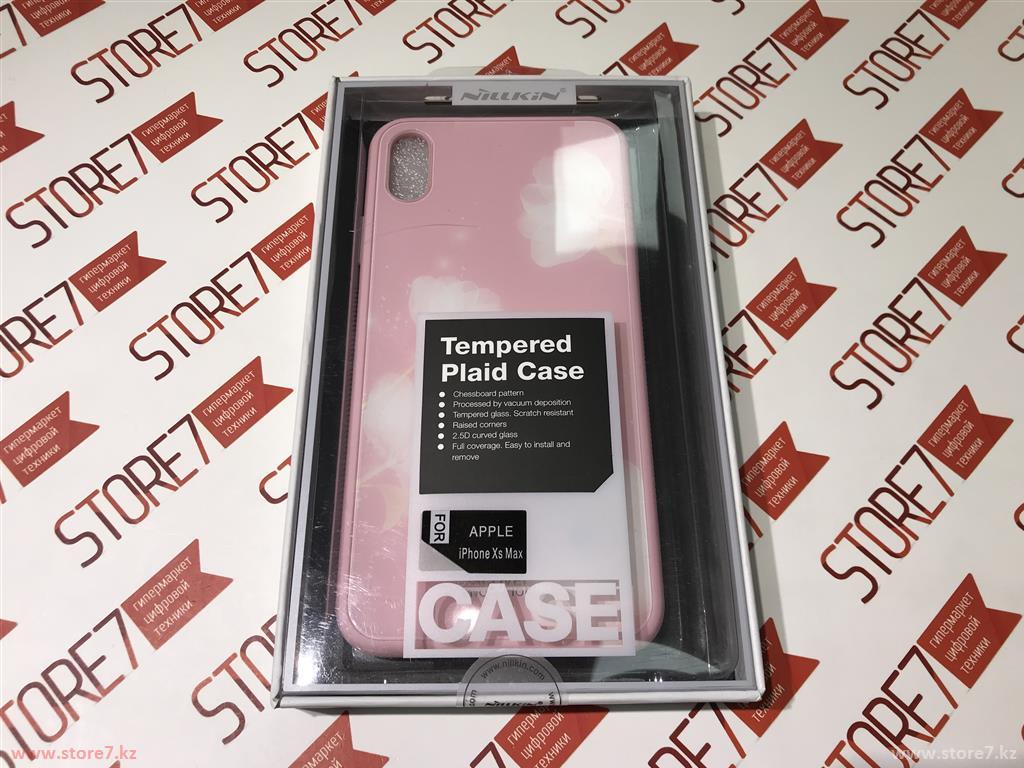 NILLKIN®
Tempered
Plaid Case
Chessboard pattern
Processed by vacuum deposition
Tempered glass. Scratch resistant
Raised corners
2.5D curved glass
Full coverage. Easy to install and
remove
FOR
APPLE
iPhone Xs Max
CASE
www.nillkin.com
STORE7
гипермаркет
цифровой
техники
www.store7.kz
www.store7.kz